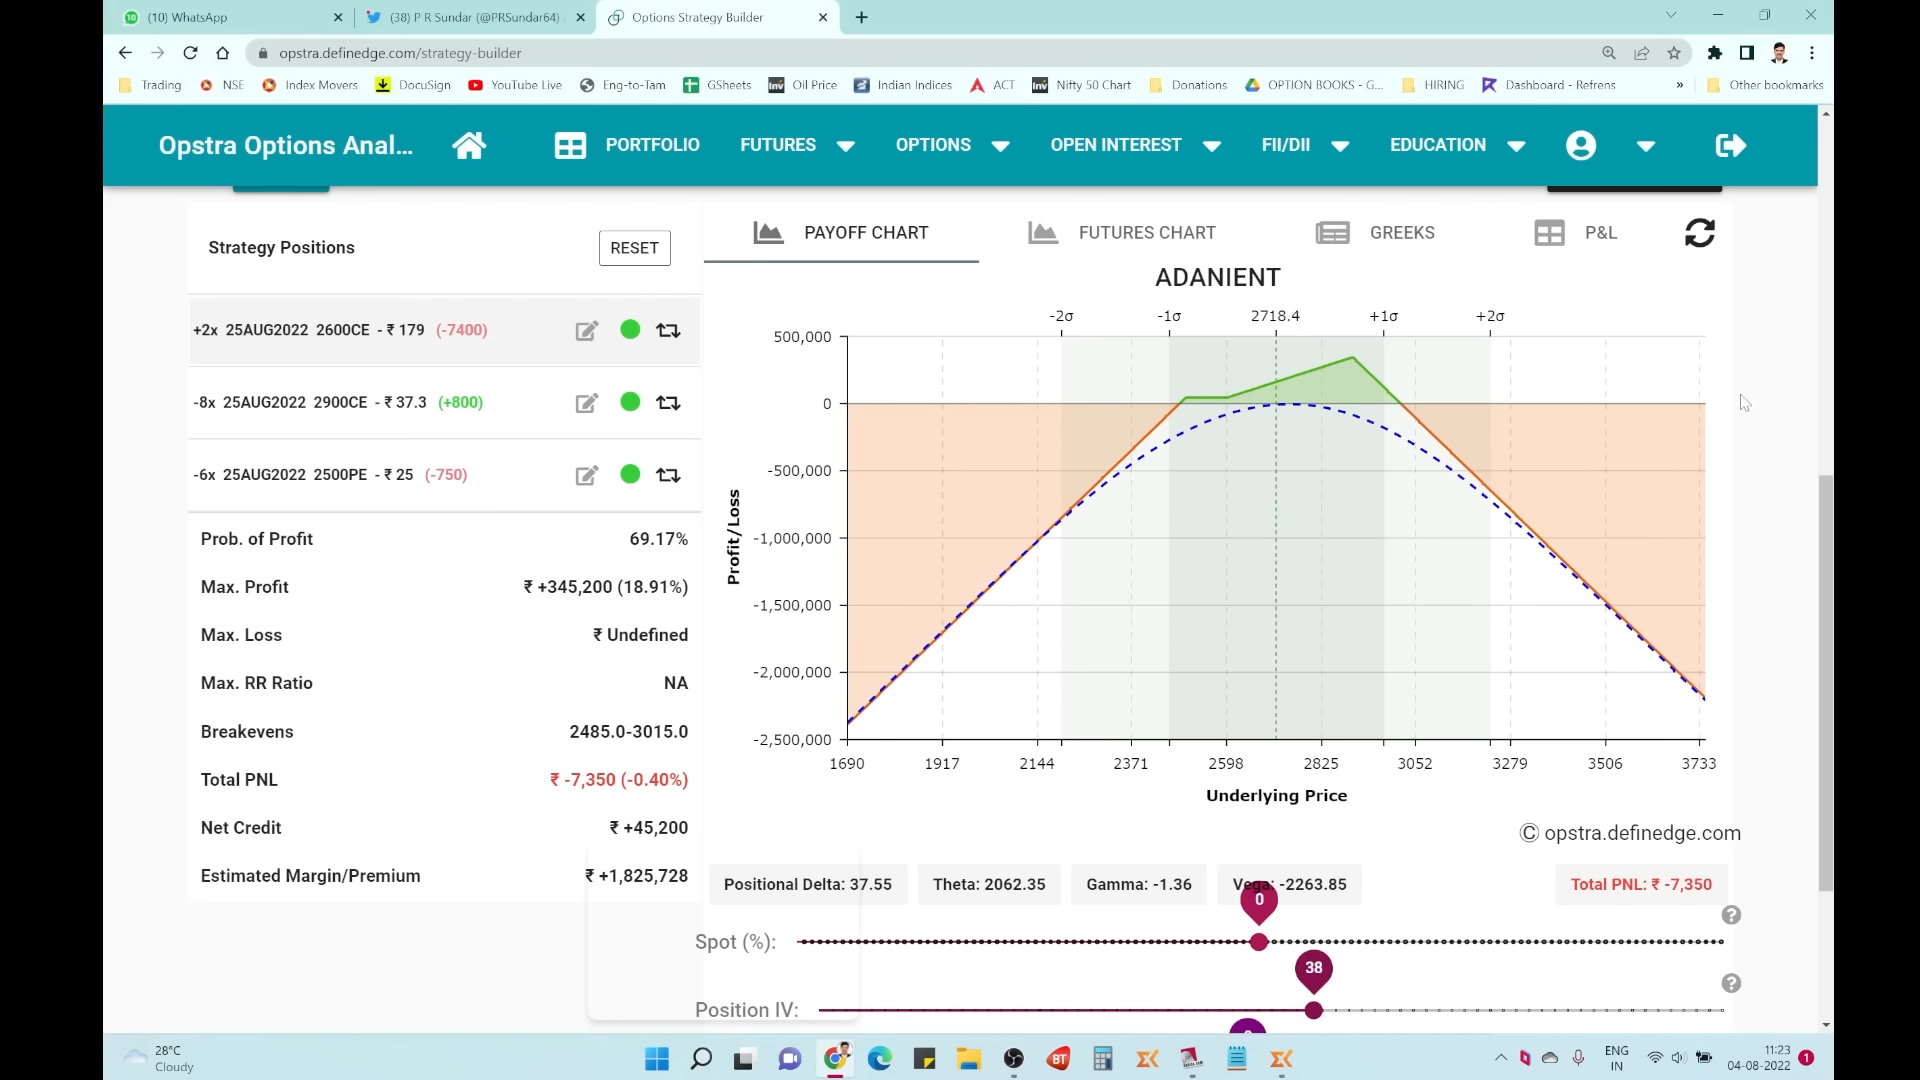 10 (10) WhatsApp
(38) P R Sundar (@PRSundar64) /
Options Strategy Builder
opstra.definedge.com/strategy-builder
Trading NSE Index Movers DocuSign YouTube Live Eng-to-Tam GSheets Inv Oil Price Indian Indices ACT Inv Nifty 50 Chart Donations OPTION BOOKS - G... HIRING Dashboard - Refrens » Other bookmarks
Opstra Options Anal... PORTFOLIO FUTURES OPTIONS OPEN INTEREST FII/DII EDUCATION
Strategy Positions RESET
+2x 25AUG2022 2600CE - ₹ 179 (-7400)
-8x 25AUG2022 2900CE - ₹ 37.3 (+800)
-6x 25AUG2022 2500PE - ₹ 25 (-750)
Prob. of Profit 69.17%
Max. Profit ₹ +345,200 (18.91%)
Max. Loss ₹ Undefined
Max. RR Ratio NA
Breakevens 2485.0-3015.0
Total PNL ₹ -7,350 (-0.40%)
Net Credit ₹ +45,200
Estimated Margin/Premium ₹ +1,825,728
PAYOFF CHART FUTURES CHART GREEKS P&L
ADANIENT
-2σ -1σ 2718.4 +1σ +2σ
500,000
0
-500,000
-1,000,000
-1,500,000
-2,000,000
-2,500,000
Profit/Loss
1690 1917 2144 2371 2598 2825 3052 3279 3506 3733
Underlying Price
© opstra.definedge.com
Positional Delta: 37.55 Theta: 2062.35 Gamma: -1.36 Vega: -2263.85 Total PNL: ₹ -7,350
0
?
Spot (%):
38
?
Position IV:
28°C
Cloudy
BT
ENG
IN
11:23
04-08-2022
1